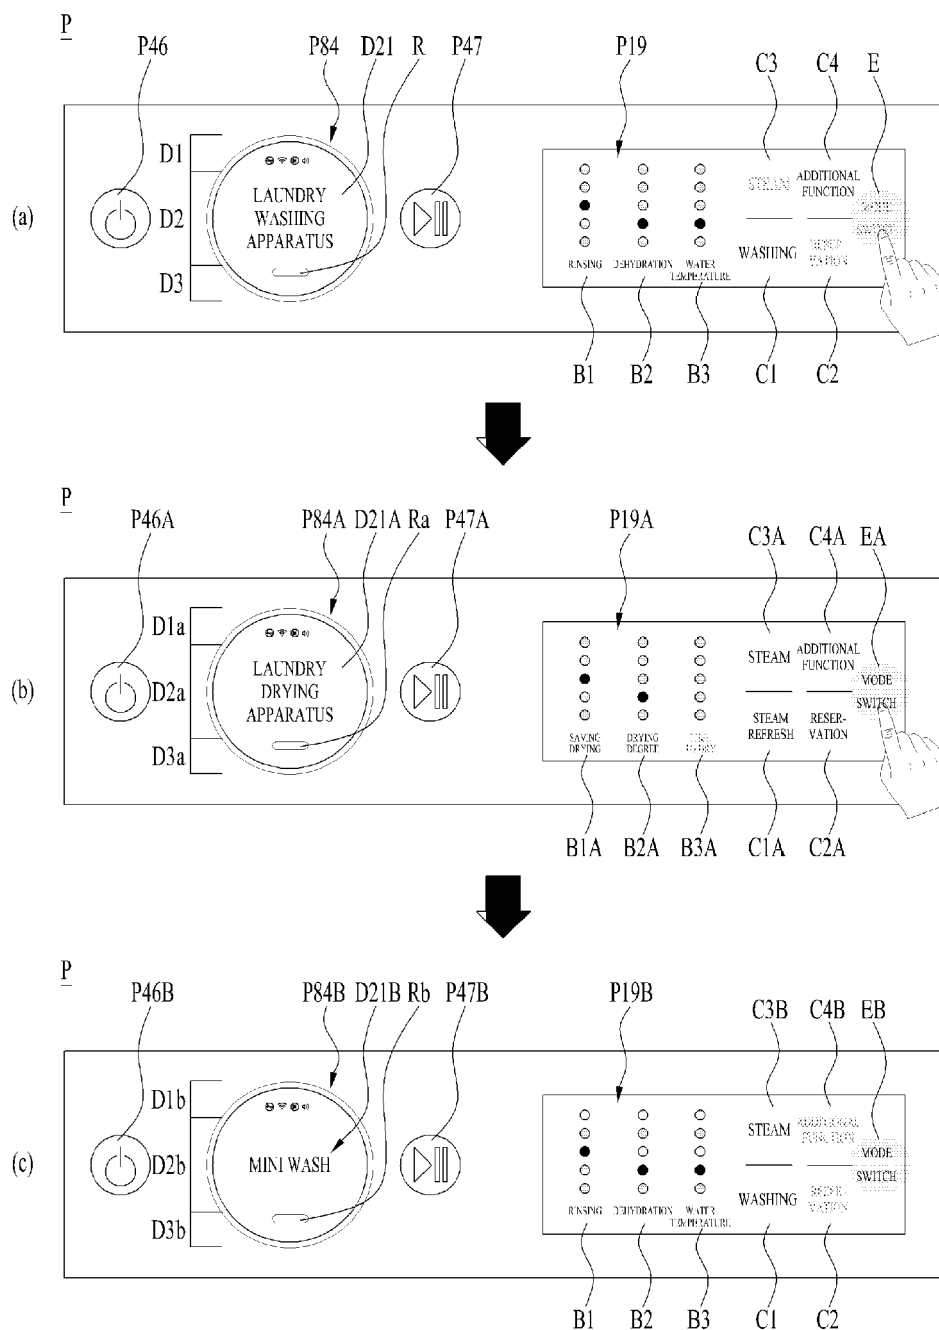 P
P46 P84 D21 R P47 P19 C3 C4 E
(a)
D1
D2
D3
LAUNDRY
WASHING
APPARATUS
STEAM
ADDITIONAL
FUNCTION
WASHING
RINSING DEHYDRATION WATER
TEMPERATURE
B1 B2 B3 C1 C2
P
P46A P84A D21A Ra P47A P19A C3A C4A EA
(b)
D1a
D2a
D3a
LAUNDRY
DRYING
APPARATUS
STEAM
ADDITIONAL
FUNCTION
MODE
SWITCH
STEAM
REFRESH
RESER-
VATION
SAVING
DRYING
DRYING
DEGREE
B1A B2A B3A C1A C2A
P
P46B P84B D21B Rb P47B P19B C3B C4B EB
(c)
D1b
D2b
D3b
MINI WASH
STEAM
ADDITIONAL
FUNCTION
MODE
SWITCH
WASHING
RINSING DEHYDRATION WATER
TEMPERATURE
B1 B2 B3 C1 C2